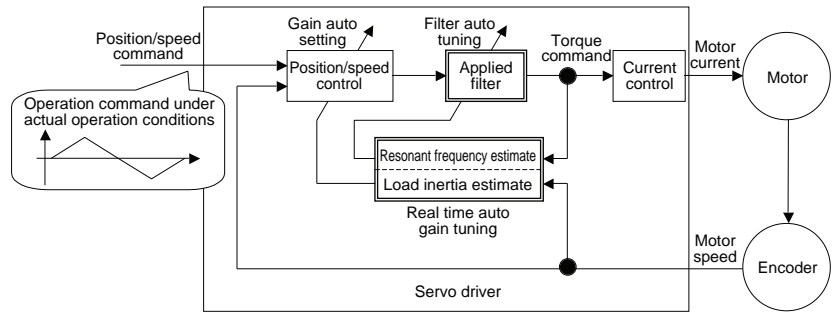 Position/speed
command
Gain auto
setting
Filter auto
tuning
Torque
command
Motor
current
Position/speed
control
Applied
filter
Current
control
Motor
Operation command under
actual operation conditions
Resonant frequency estimate
Load inertia estimate
Real time auto
gain tuning
Motor
speed
Encoder
Servo driver